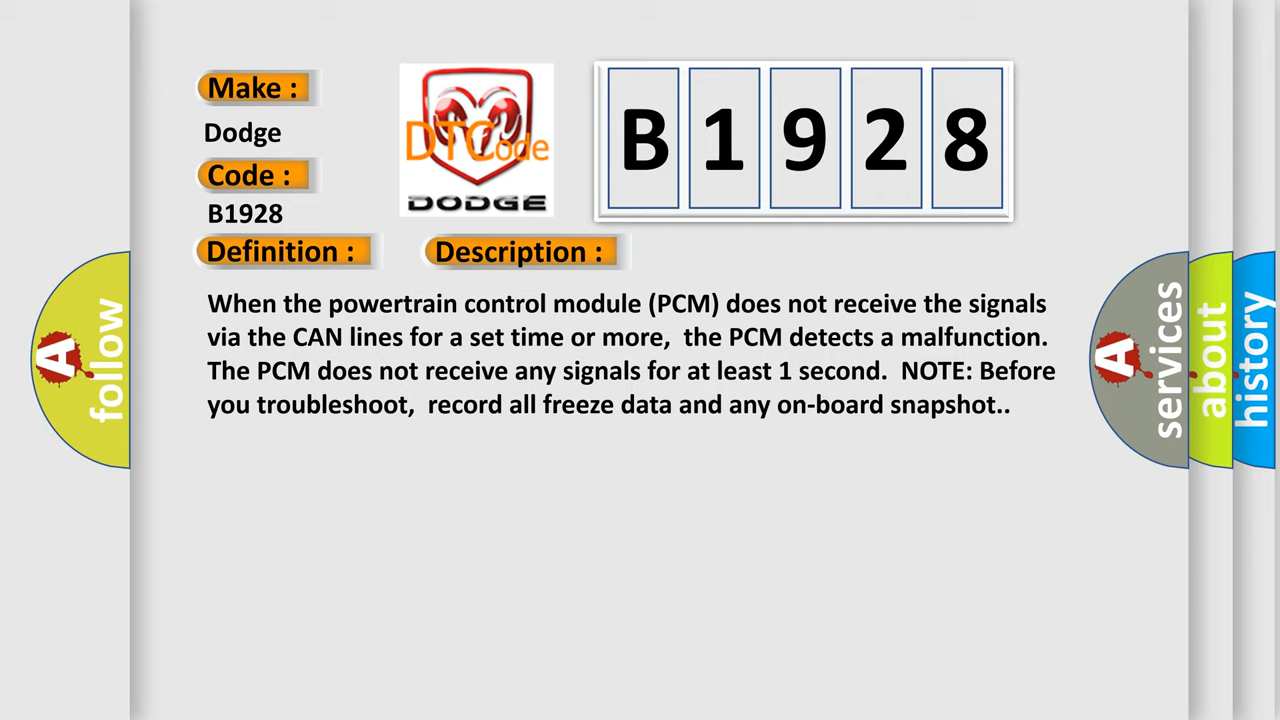 Make :
Dodge
Code :
B1928
Definition :
Description :
DTCode
DODGE
B 1 9 2 8
When the powertrain control module (PCM) does not receive the signals
via the CAN lines for a set time or more,  the PCM detects a malfunction.
The PCM does not receive any signals for at least 1 second.  NOTE: Before
you troubleshoot,  record all freeze data and any on-board snapshot..
A follow
A services
about
history